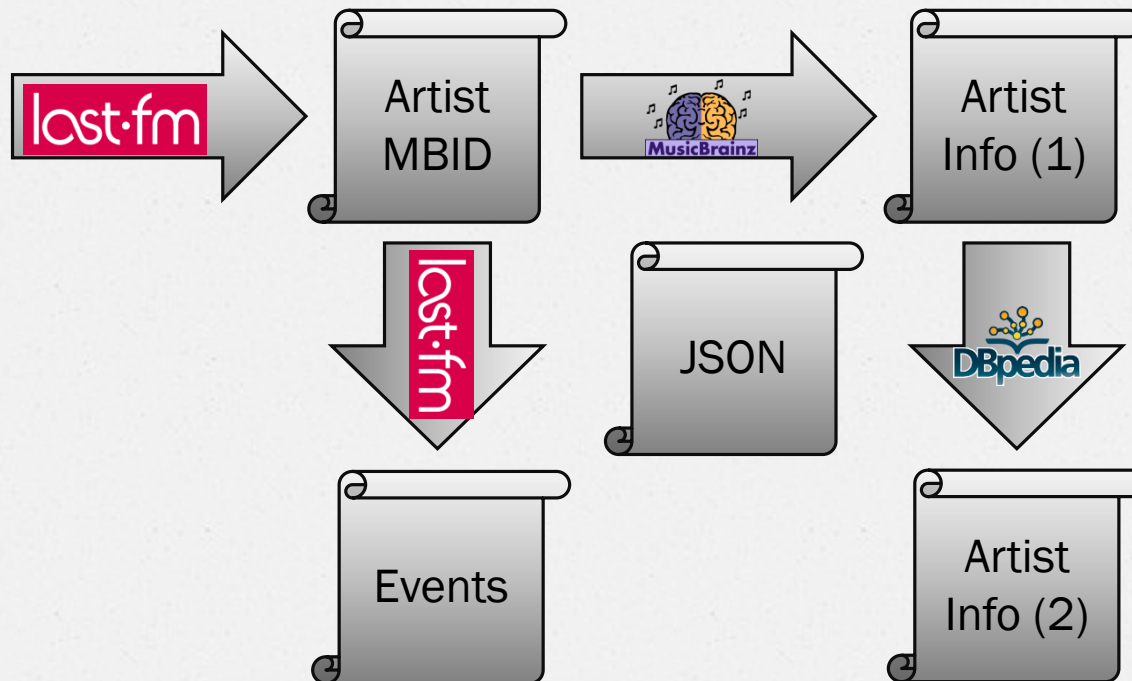 last·fm
Artist
MBID
MusicBrainz
Artist
Info (1)
last·fm
JSON
DBpedia
Events
Artist
Info (2)